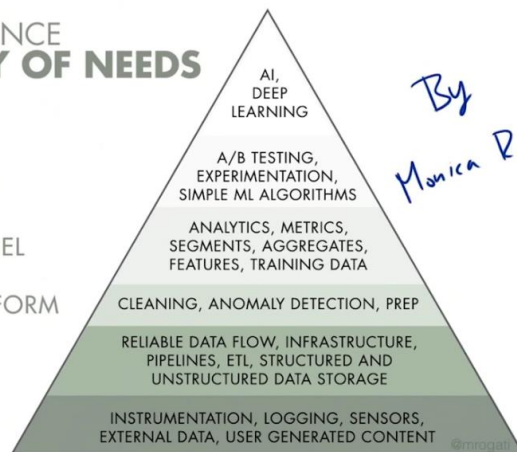 NCE
Y OF NEEDS
AI,
DEEP
LEARNING
By
Monica R
A/B TESTING,
EXPERIMENTATION,
SIMPLE ML ALGORITHMS
ANALYTICS, METRICS,
SEGMENTS, AGGREGATES,
FEATURES, TRAINING DATA
EL
CLEANING, ANOMALY DETECTION, PREP
FORM
RELIABLE DATA FLOW, INFRASTRUCTURE,
PIPELINES, ETL, STRUCTURED AND
UNSTRUCTURED DATA STORAGE
INSTRUMENTATION, LOGGING, SENSORS,
EXTERNAL DATA, USER GENERATED CONTENT
@mrogati